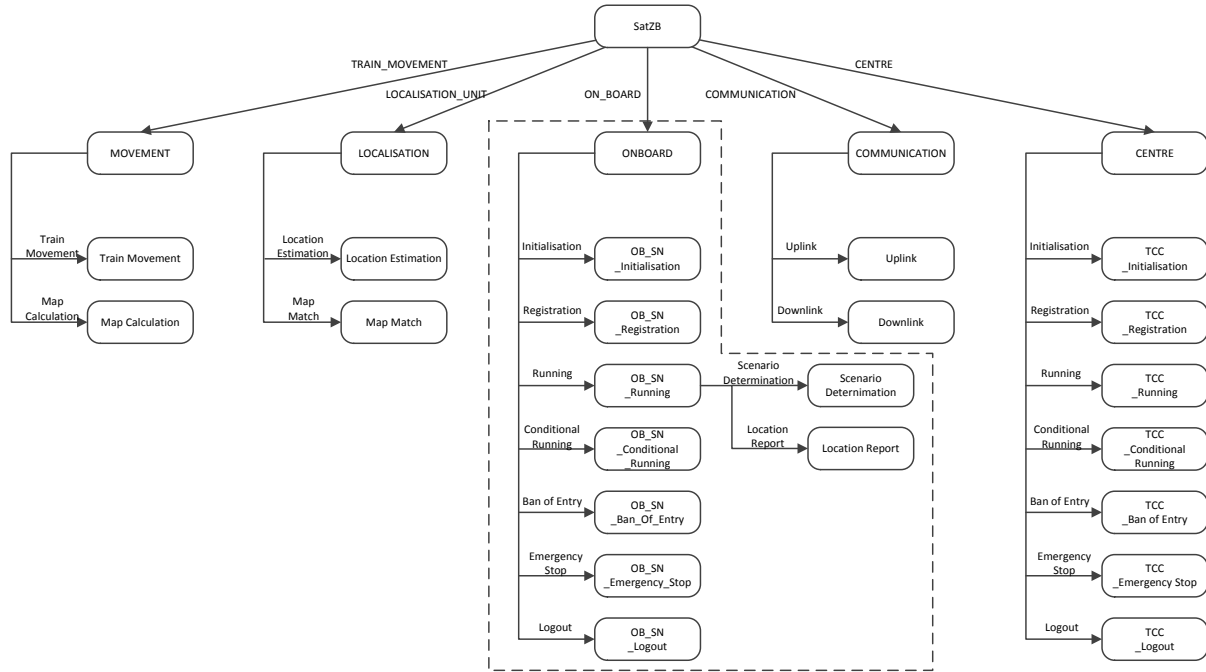 SatZB
TRAIN_MOVEMENT
LOCALISATION_UNIT
ON_BOARD
COMMUNICATION
CENTRE
MOVEMENT
LOCALISATION
ONBOARD
COMMUNICATION
CENTRE
Train
Movement
Train Movement
Map
Calculation
Map Calculation
Location
Estimation
Location Estimation
Map
Match
Map Match
Initialisation
OB_SN
_Initialisation
Registration
OB_SN
_Registration
Running
OB_SN
_Running
Scenario
Determination
Scenario
Deternimation
Location
Report
Location Report
Conditional
Running
OB_SN
_Conditional
_Running
Ban of Entry
OB_SN
_Ban_Of_Entry
Emergency
Stop
OB_SN
_Emergency_Stop
Logout
OB_SN
_Logout
Uplink
Uplink
Downlink
Downlink
Initialisation
TCC
_Initialisation
Registration
TCC
_Registration
Running
TCC
_Running
Conditional
Running
TCC
_Conditional
Running
Ban of Entry
TCC
_Ban of Entry
Emergency
Stop
TCC
_Emergency Stop
Logout
TCC
_Logout